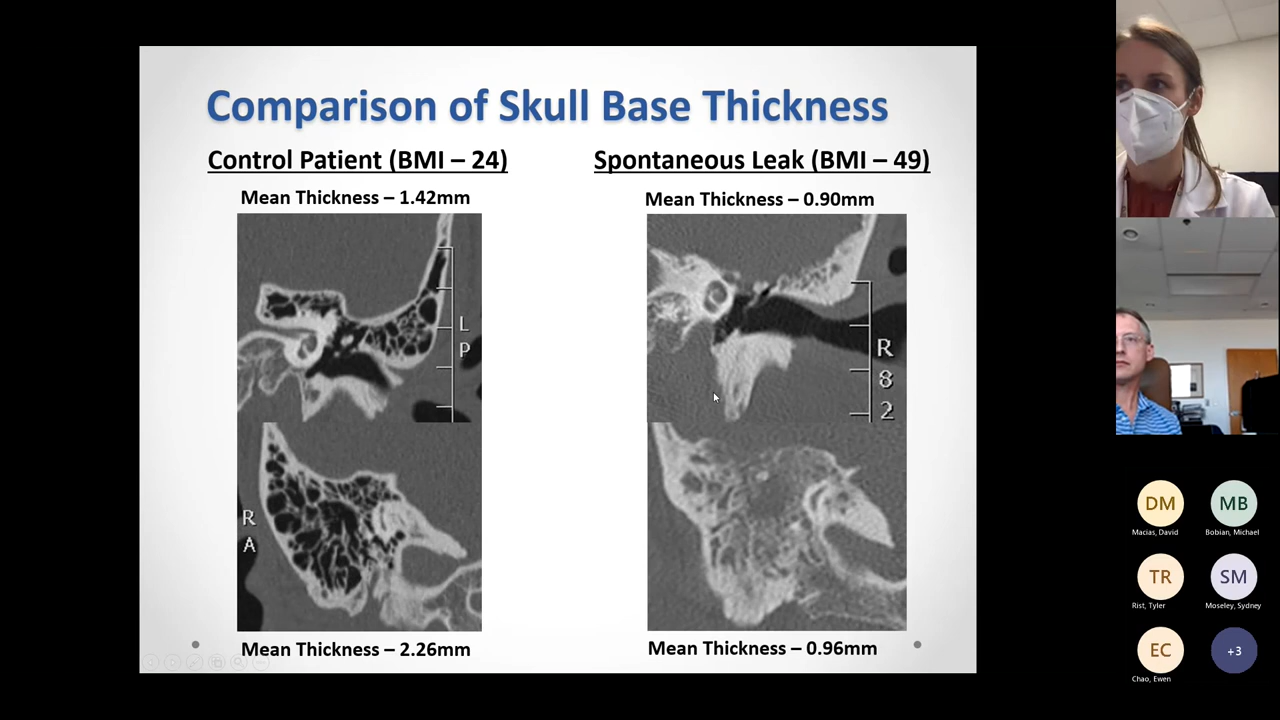 Comparison of Skull Base Thickness
Control Patient (BMI – 24)
Mean Thickness – 1.42mm
L
P
R
A
Mean Thickness – 2.26mm
Spontaneous Leak (BMI – 49)
Mean Thickness – 0.90mm
R
8
2
Mean Thickness – 0.96mm
DM
Macias, David
MB
Bobian, Michael
TR
Rist, Tyler
SM
Moseley, Sydney
EC
Chao, Ewen
+3